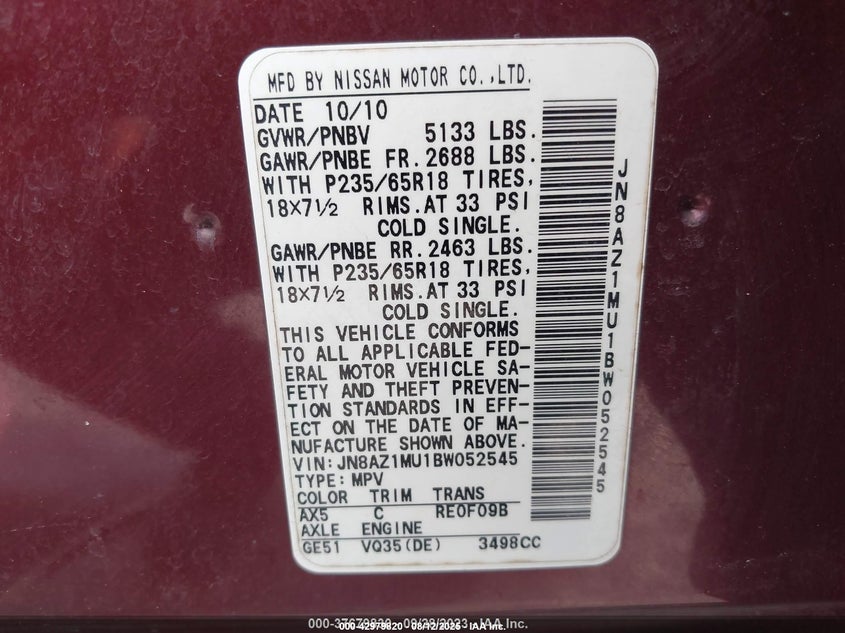 MFD BY NISSAN MOTOR CO.,LTD.
DATE 10/10
GVWR/PNBV 5133 LBS.
GAWR/PNBE FR. 2688 LBS.
WITH P235/65R18 TIRES,
18×7½ RIMS. AT 33 PSI
COLD SINGLE.
GAWR/PNBE RR. 2463 LBS.
WITH P235/65R18 TIRES,
18×7½ RIMS. AT 33 PSI
COLD SINGLE.
THIS VEHICLE CONFORMS
TO ALL APPLICABLE FED-
ERAL MOTOR VEHICLE SA-
FETY AND THEFT PREVEN-
TION STANDARDS IN EFF-
ECT ON THE DATE OF MA-
NUFACTURE SHOWN ABOVE.
VIN: JN8AZ1MU1BW052545
TYPE: MPV
COLOR TRIM TRANS
AX5 C RE0F09B
AXLE ENGINE
GE51 VQ35(DE) 3498CC
JN8AZ1MU1BW052545